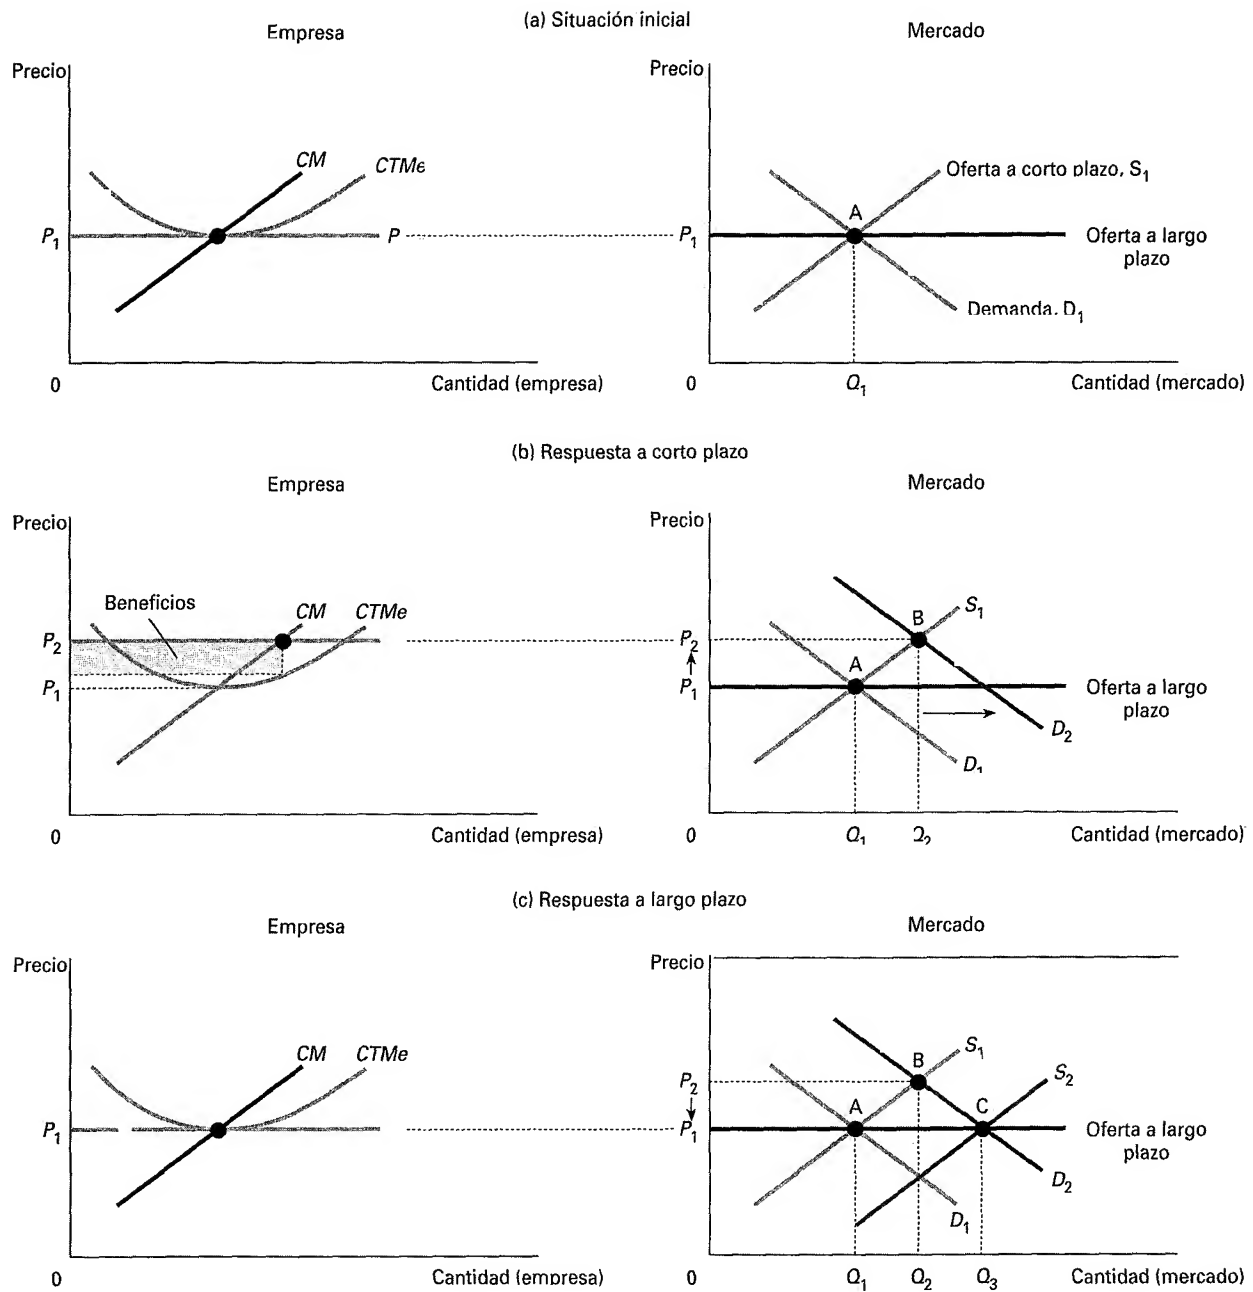 (a) Situación inicial
Empresa
Mercado
Precio
CM
CTMe
P1
P
0
Cantidad (empresa)
Precio
Oferta a corto plazo, S1
A
P1
Oferta a largo
plazo
Demanda, D1
0
Q1
Cantidad (mercado)
(b) Respuesta a corto plazo
Empresa
Mercado
Precio
Beneficios
CM
CTMe
P2
P1
0
Cantidad (empresa)
Precio
S1
B
P2
A
P1
Oferta a largo
plazo
D2
D1
0
Q1
Q2
Cantidad (mercado)
(c) Respuesta a largo plazo
Empresa
Mercado
Precio
CM
CTMe
P1
0
Cantidad (empresa)
Precio
S1
B
S2
P2
A
C
P1
Oferta a largo
plazo
D2
D1
0
Q1
Q2
Q3
Cantidad (mercado)